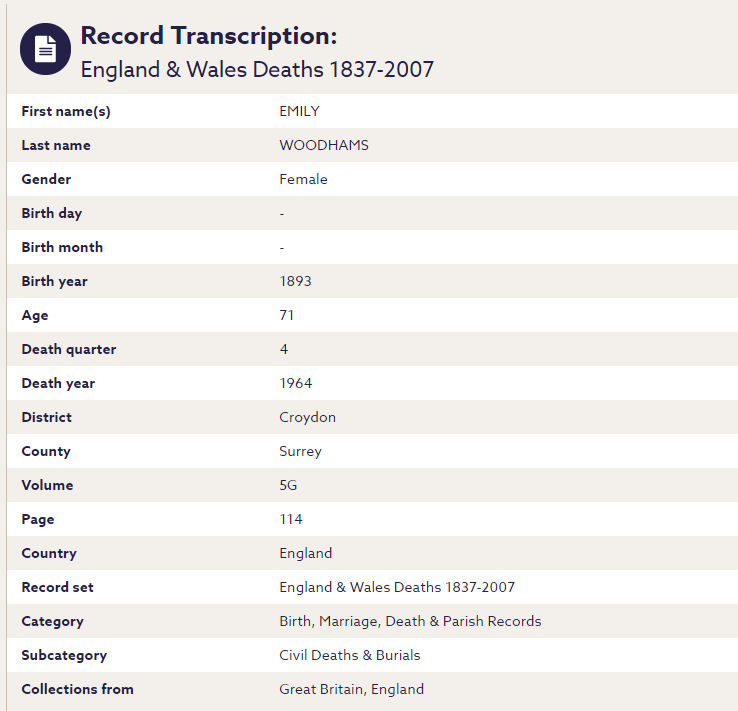 Record Transcription:
England & Wales Deaths 1837-2007
First name(s) EMILY
Last name WOODHAMS
Gender Female
Birth day -
Birth month -
Birth year 1893
Age 71
Death quarter 4
Death year 1964
District Croydon
County Surrey
Volume 5G
Page 114
Country England
Record set England & Wales Deaths 1837-2007
Category Birth, Marriage, Death & Parish Records
Subcategory Civil Deaths & Burials
Collections from Great Britain, England